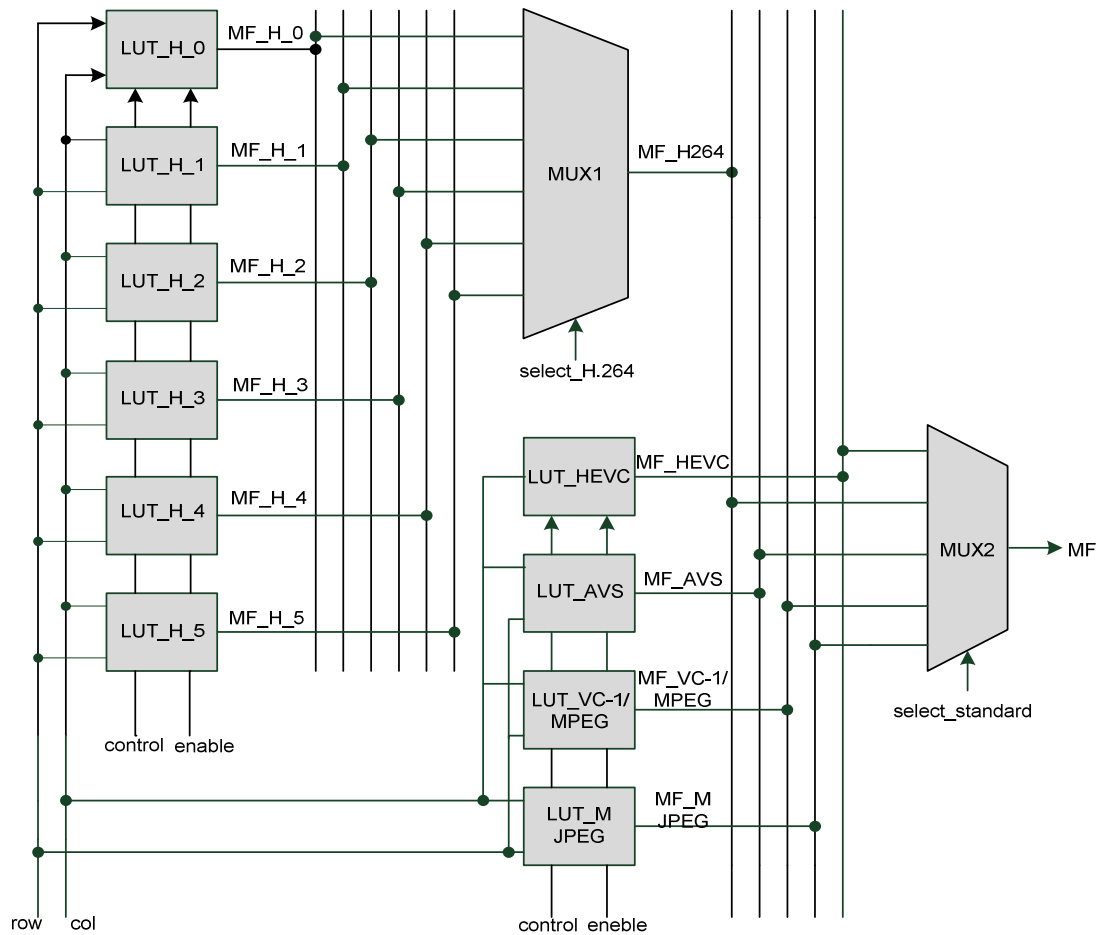 LUT_H_0
MF_H_0
LUT_H_1
MF_H_1
LUT_H_2
MF_H_2
LUT_H_3
MF_H_3
LUT_H_4
MF_H_4
LUT_H_5
MF_H_5
control
enable
row
col
MUX1
MF_H264
select_H.264
LUT_HEVC
MF_HEVC
LUT_AVS
MF_AVS
LUT_VC-1/
MPEG
MF_VC-1/
MPEG
LUT_M
JPEG
MF_M
JPEG
control
eneble
MUX2
MF
select_standard